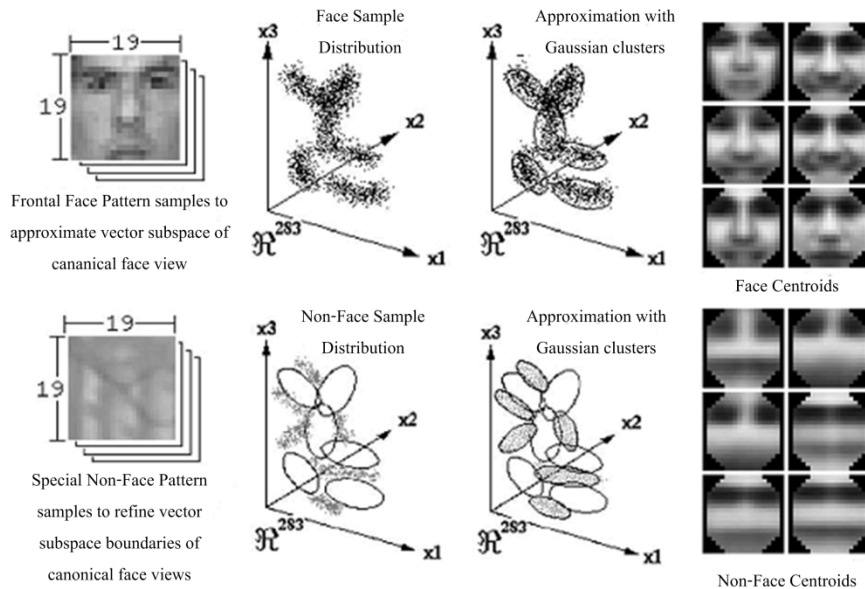 19
19
Frontal Face Pattern samples to
approximate vector subspace of
cananical face view
Face Sample
Distribution
x3
x2
x1
ℜ283
Approximation with
Gaussian clusters
x3
x2
x1
ℜ283
Face Centroids
19
19
Special Non-Face Pattern
samples to refine vector
subspace boundaries of
canonical face views
Non-Face Sample
Distribution
x3
x2
x1
ℜ283
Approximation with
Gaussian clusters
x3
x2
x1
ℜ283
Non-Face Centroids